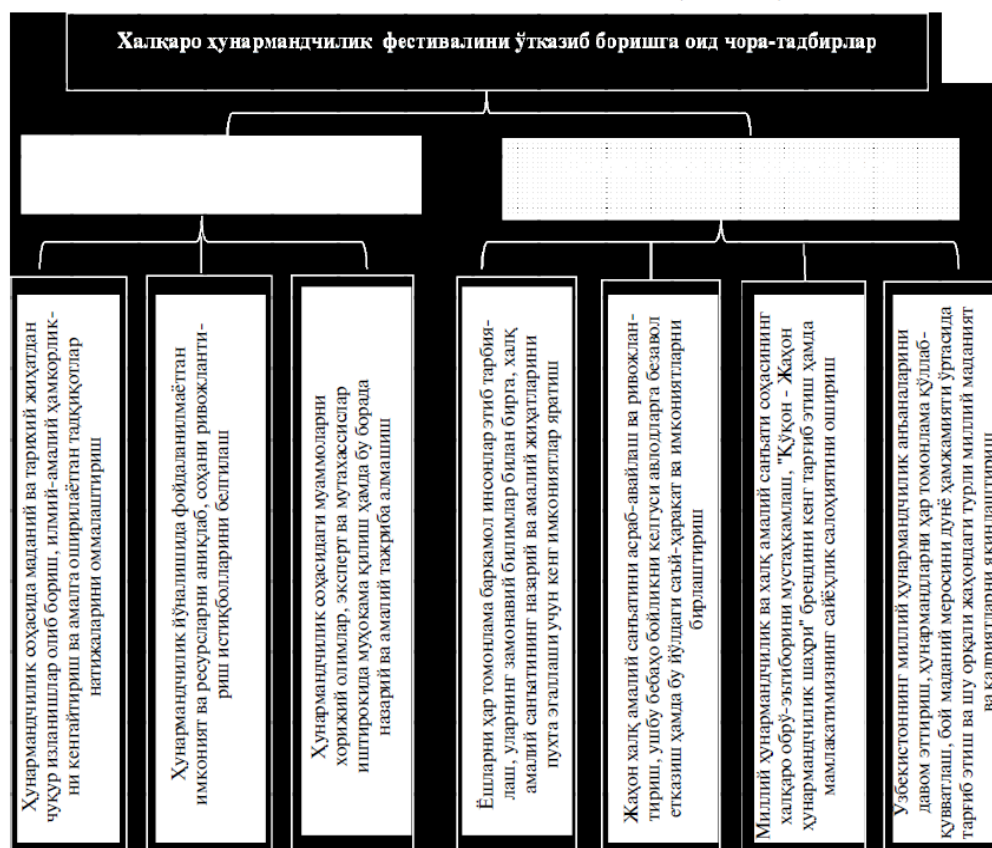 Халқаро ҳунармандчилик фестивалини ўтказиб боришга оид чора-тадбирлар
Ҳунармандчилик соҳасида маданий ва тарихий жиҳатдан
чуқур изланишлар олиб бориш, илмий-амалий ҳамкорлик-
ни кенгайтириш ва амалга оширилаётган тадқиқотлар
натижаларини оммалаштириш
Ҳунармандчилик йўналишида фойдаланилмаётган
имконият ва ресурсларни аниқлаб, соҳани ривожланти-
риш истиқболларини белгилаш
Ҳунармандчилик соҳасидаги муаммоларни
хорижий олимлар, эксперт ва мутахассислар
иштирокида муҳокама қилиш ҳамда бу борада
назарий ва амалий тажриба алмашиш
Ёшларни ҳар томонлама баркамол инсонлар этиб тарбия-
лаш, уларнинг замонавий билимлар билан бирга, халқ
амалий санъатининг назарий ва амалий жиҳатларини
пухта эгаллаши учун кенг имкониятлар яратиш
Жаҳон халқ амалий санъатини асраб-авайлаш ва ривожлан-
тириш, ушбу бебаҳо бойликни келгуси авлодларга безавол
етказиш ҳамда бу йўлдаги саъй-ҳаракат ва имкониятларни
бирлаштириш
Миллий ҳунармандчилик ва халқ амалий санъати соҳасининг
халқаро обрў-эътиборини мустаҳкамлаш, "Қўқон - Жаҳон
ҳунармандчилик шаҳри" брендини кенг тарғиб этиш ҳамда
мамлакатимизнинг сайёҳлик салоҳиятини ошириш
Ўзбекистоннинг миллий ҳунармандчилик анъаналарини
давом эттириш, ҳунармандларни ҳар томонлама қўллаб-
қувватлаш, бой маданий меросини дунё ҳамжамияти ўртасида
тарғиб этиш ва шу орқали жаҳондаги турли миллий маданият
ва қадриятларни яқинлаштириш